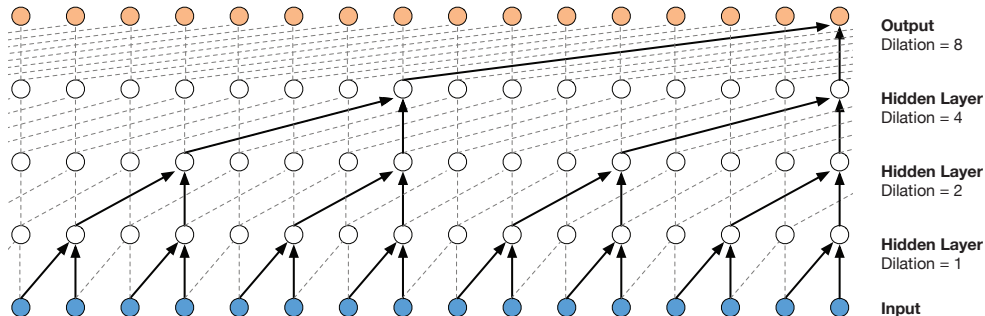 Output
Dilation = 8
Hidden Layer
Dilation = 4
Hidden Layer
Dilation = 2
Hidden Layer
Dilation = 1
Input